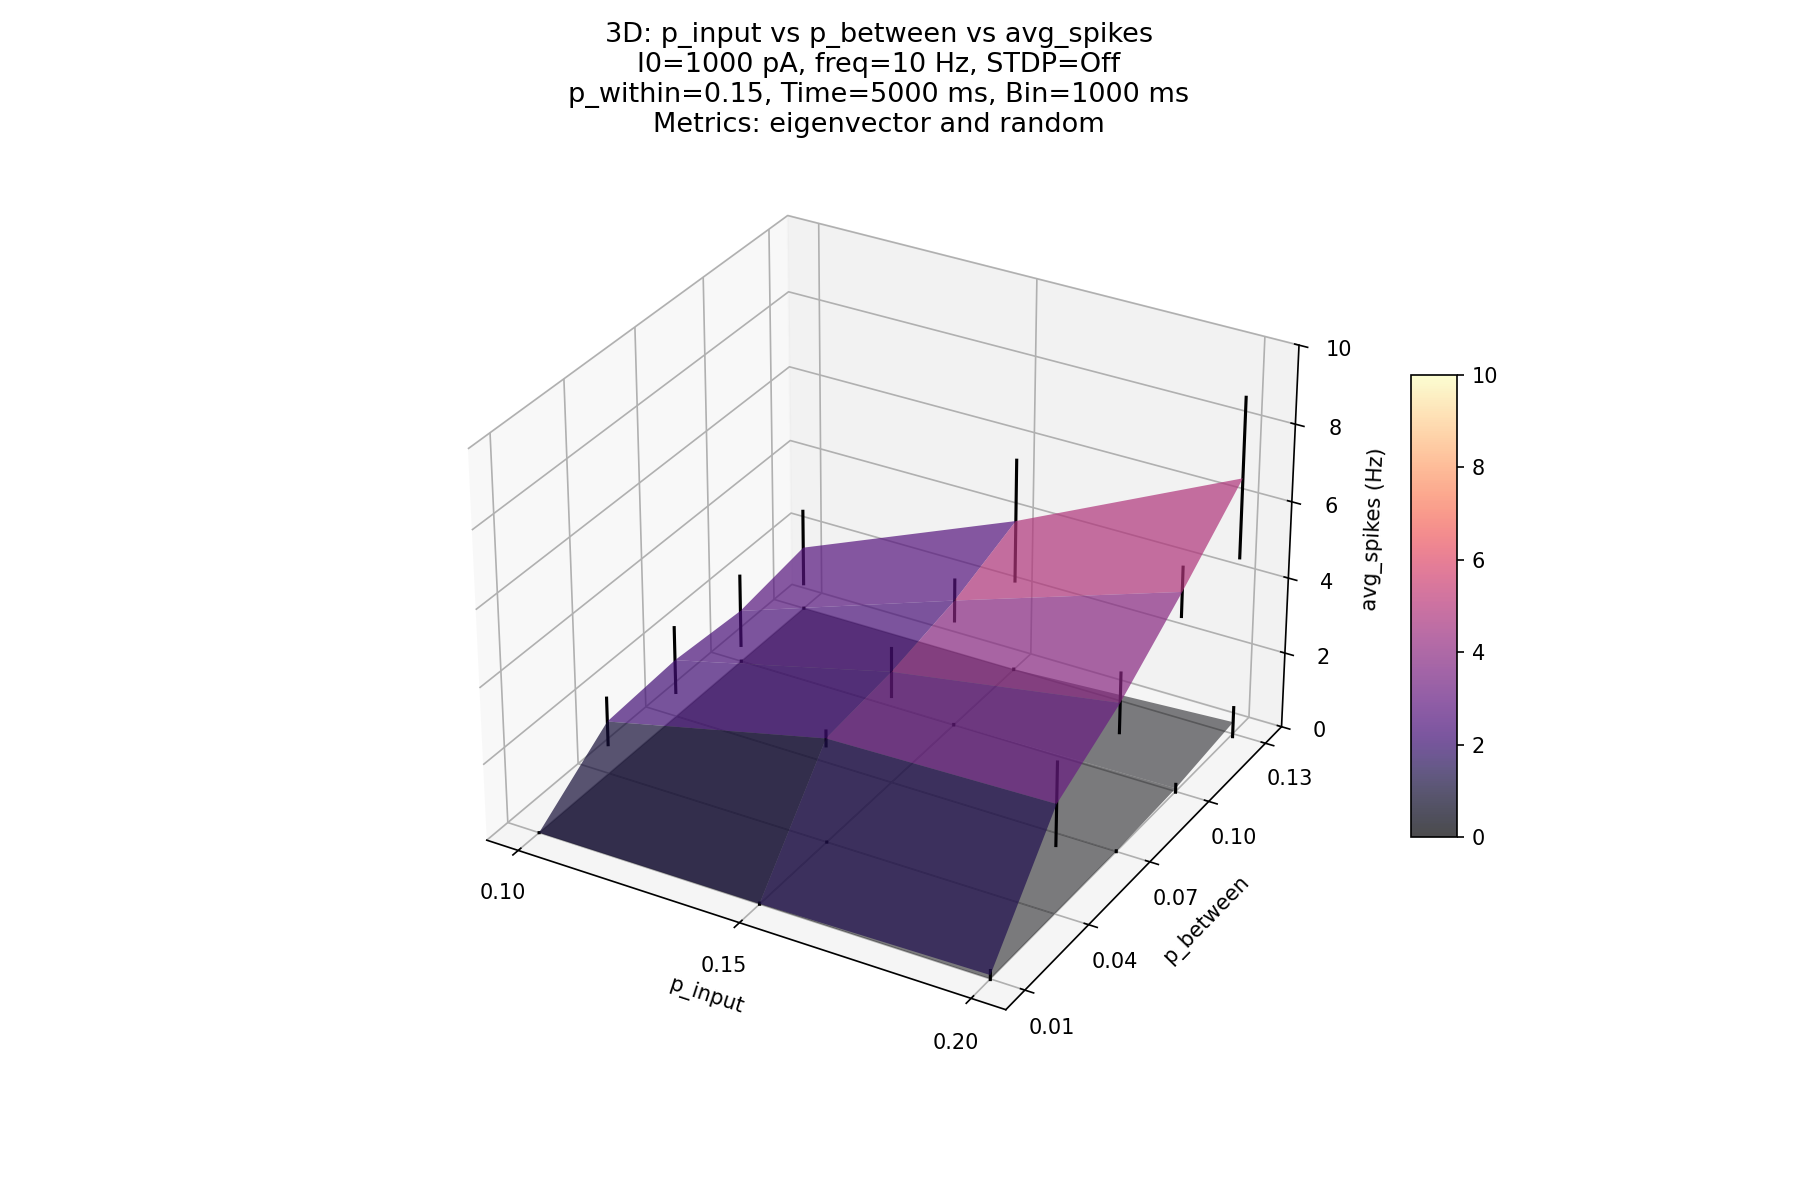 3D: p_input vs p_between vs avg_spikes
I0=1000 pA, freq=10 Hz, STDP=Off
p_within=0.15, Time=5000 ms, Bin=1000 ms
Metrics: eigenvector and random
10
8
6
4
2
0
avg_spikes (Hz)
10
8
6
4
2
0
0.13
0.10
0.07
0.04
0.01
p_between
0.10
0.15
0.20
p_input